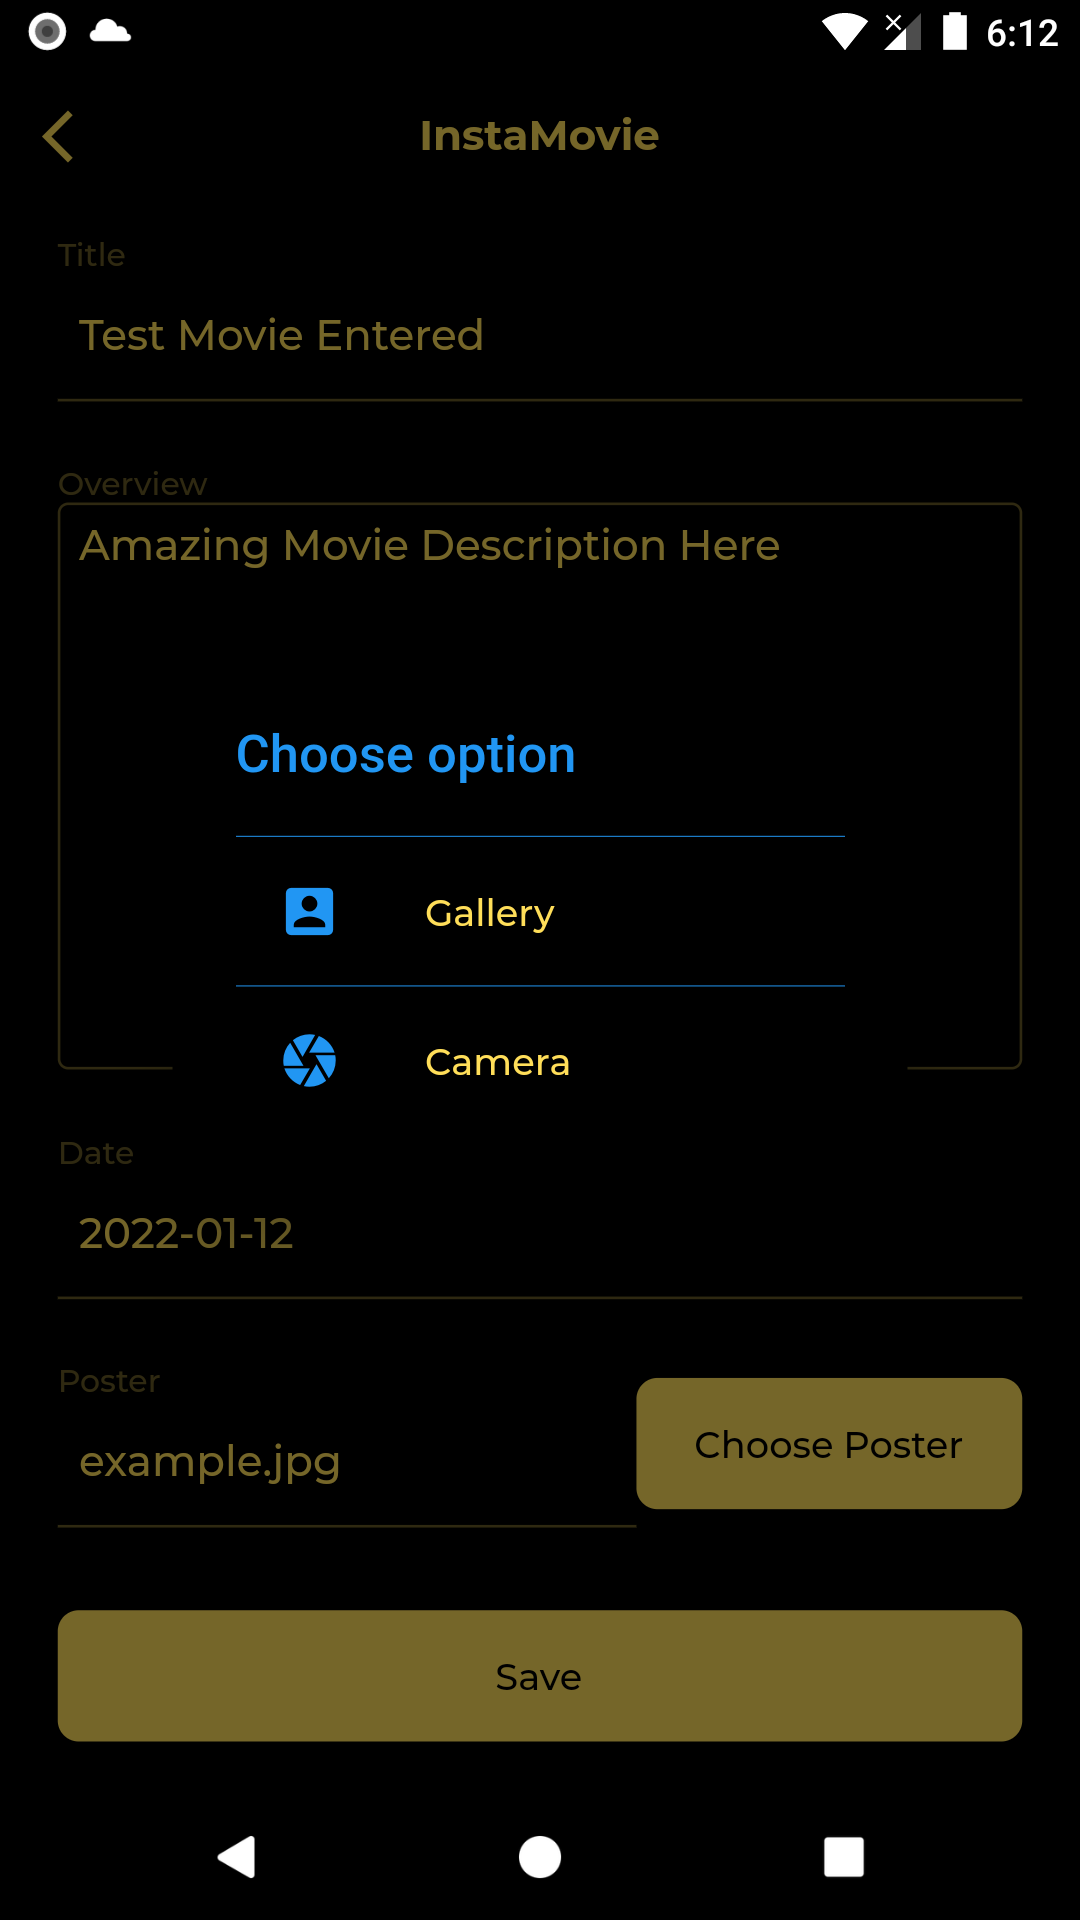 6:12
InstaMovie
Title
Test Movie Entered
Overview
Amazing Movie Description Here
Choose option
Gallery
Camera
Date
2022-01-12
Poster
example.jpg
Choose Poster
Save